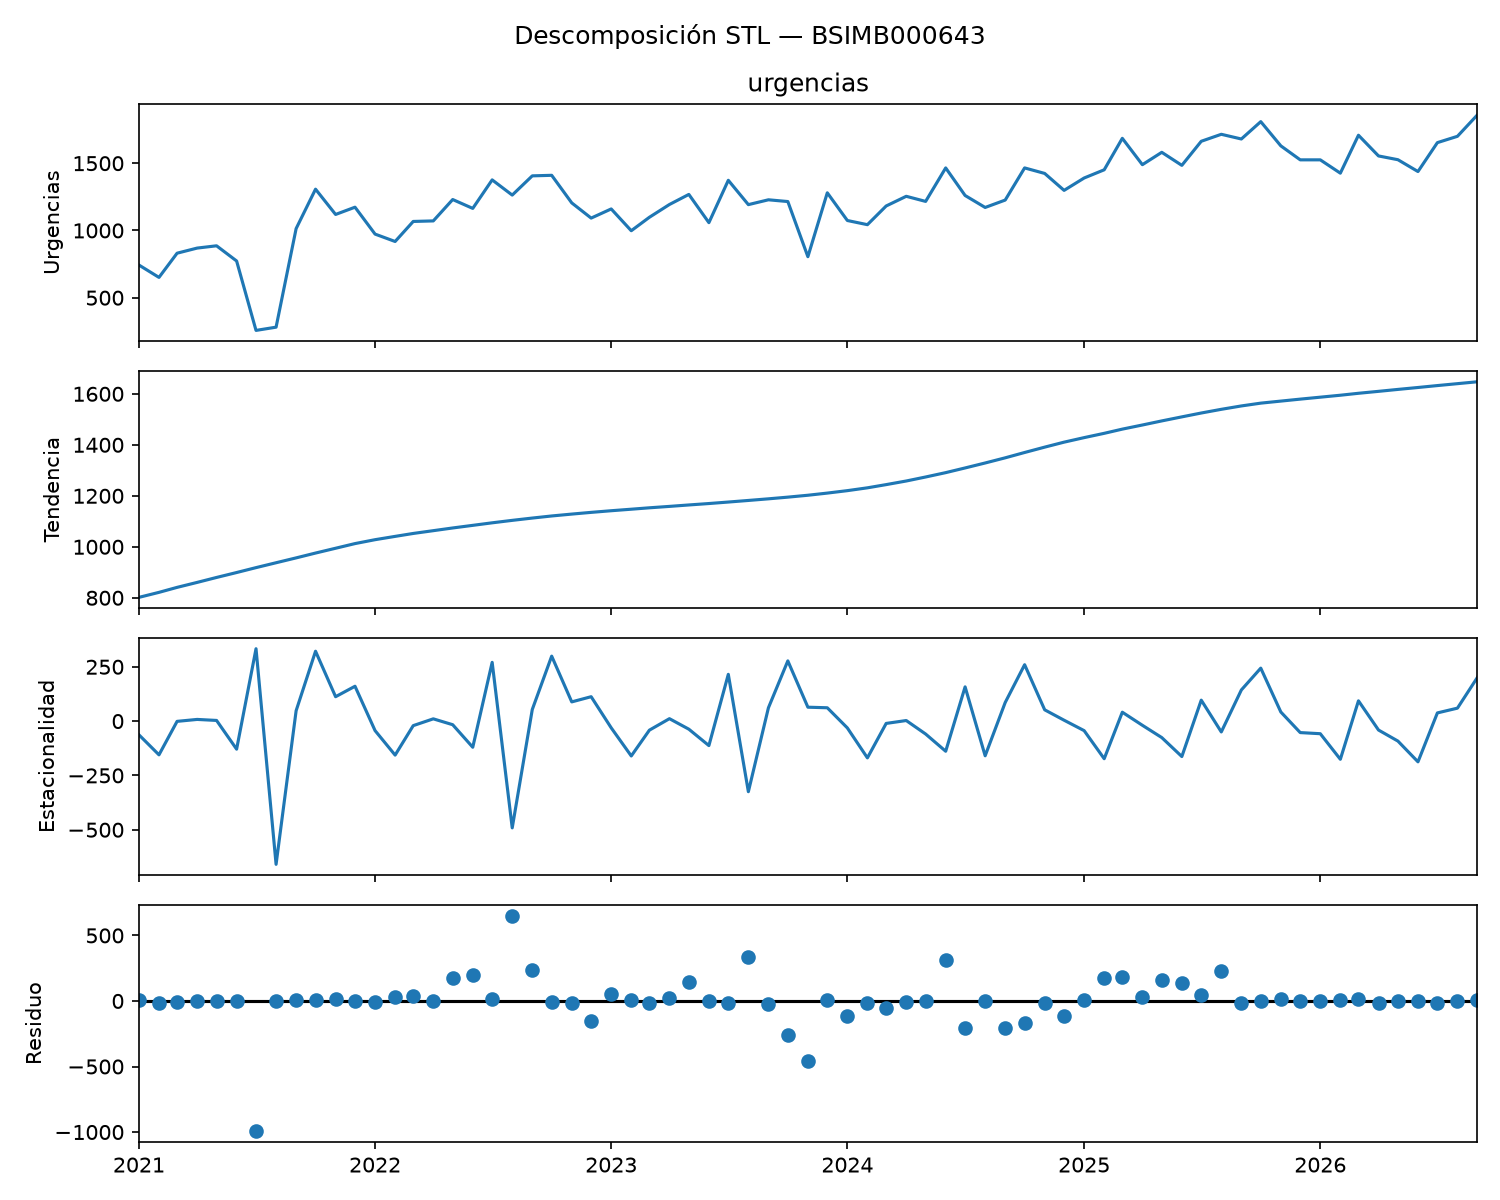 Descomposición STL — BSIMB000643
urgencias
Urgencias
1500
1000
500
Tendencia
1600
1400
1200
1000
800
Estacionalidad
250
0
−250
−500
Residuo
500
0
−500
−1000
2021 2022 2023 2024 2025 2026